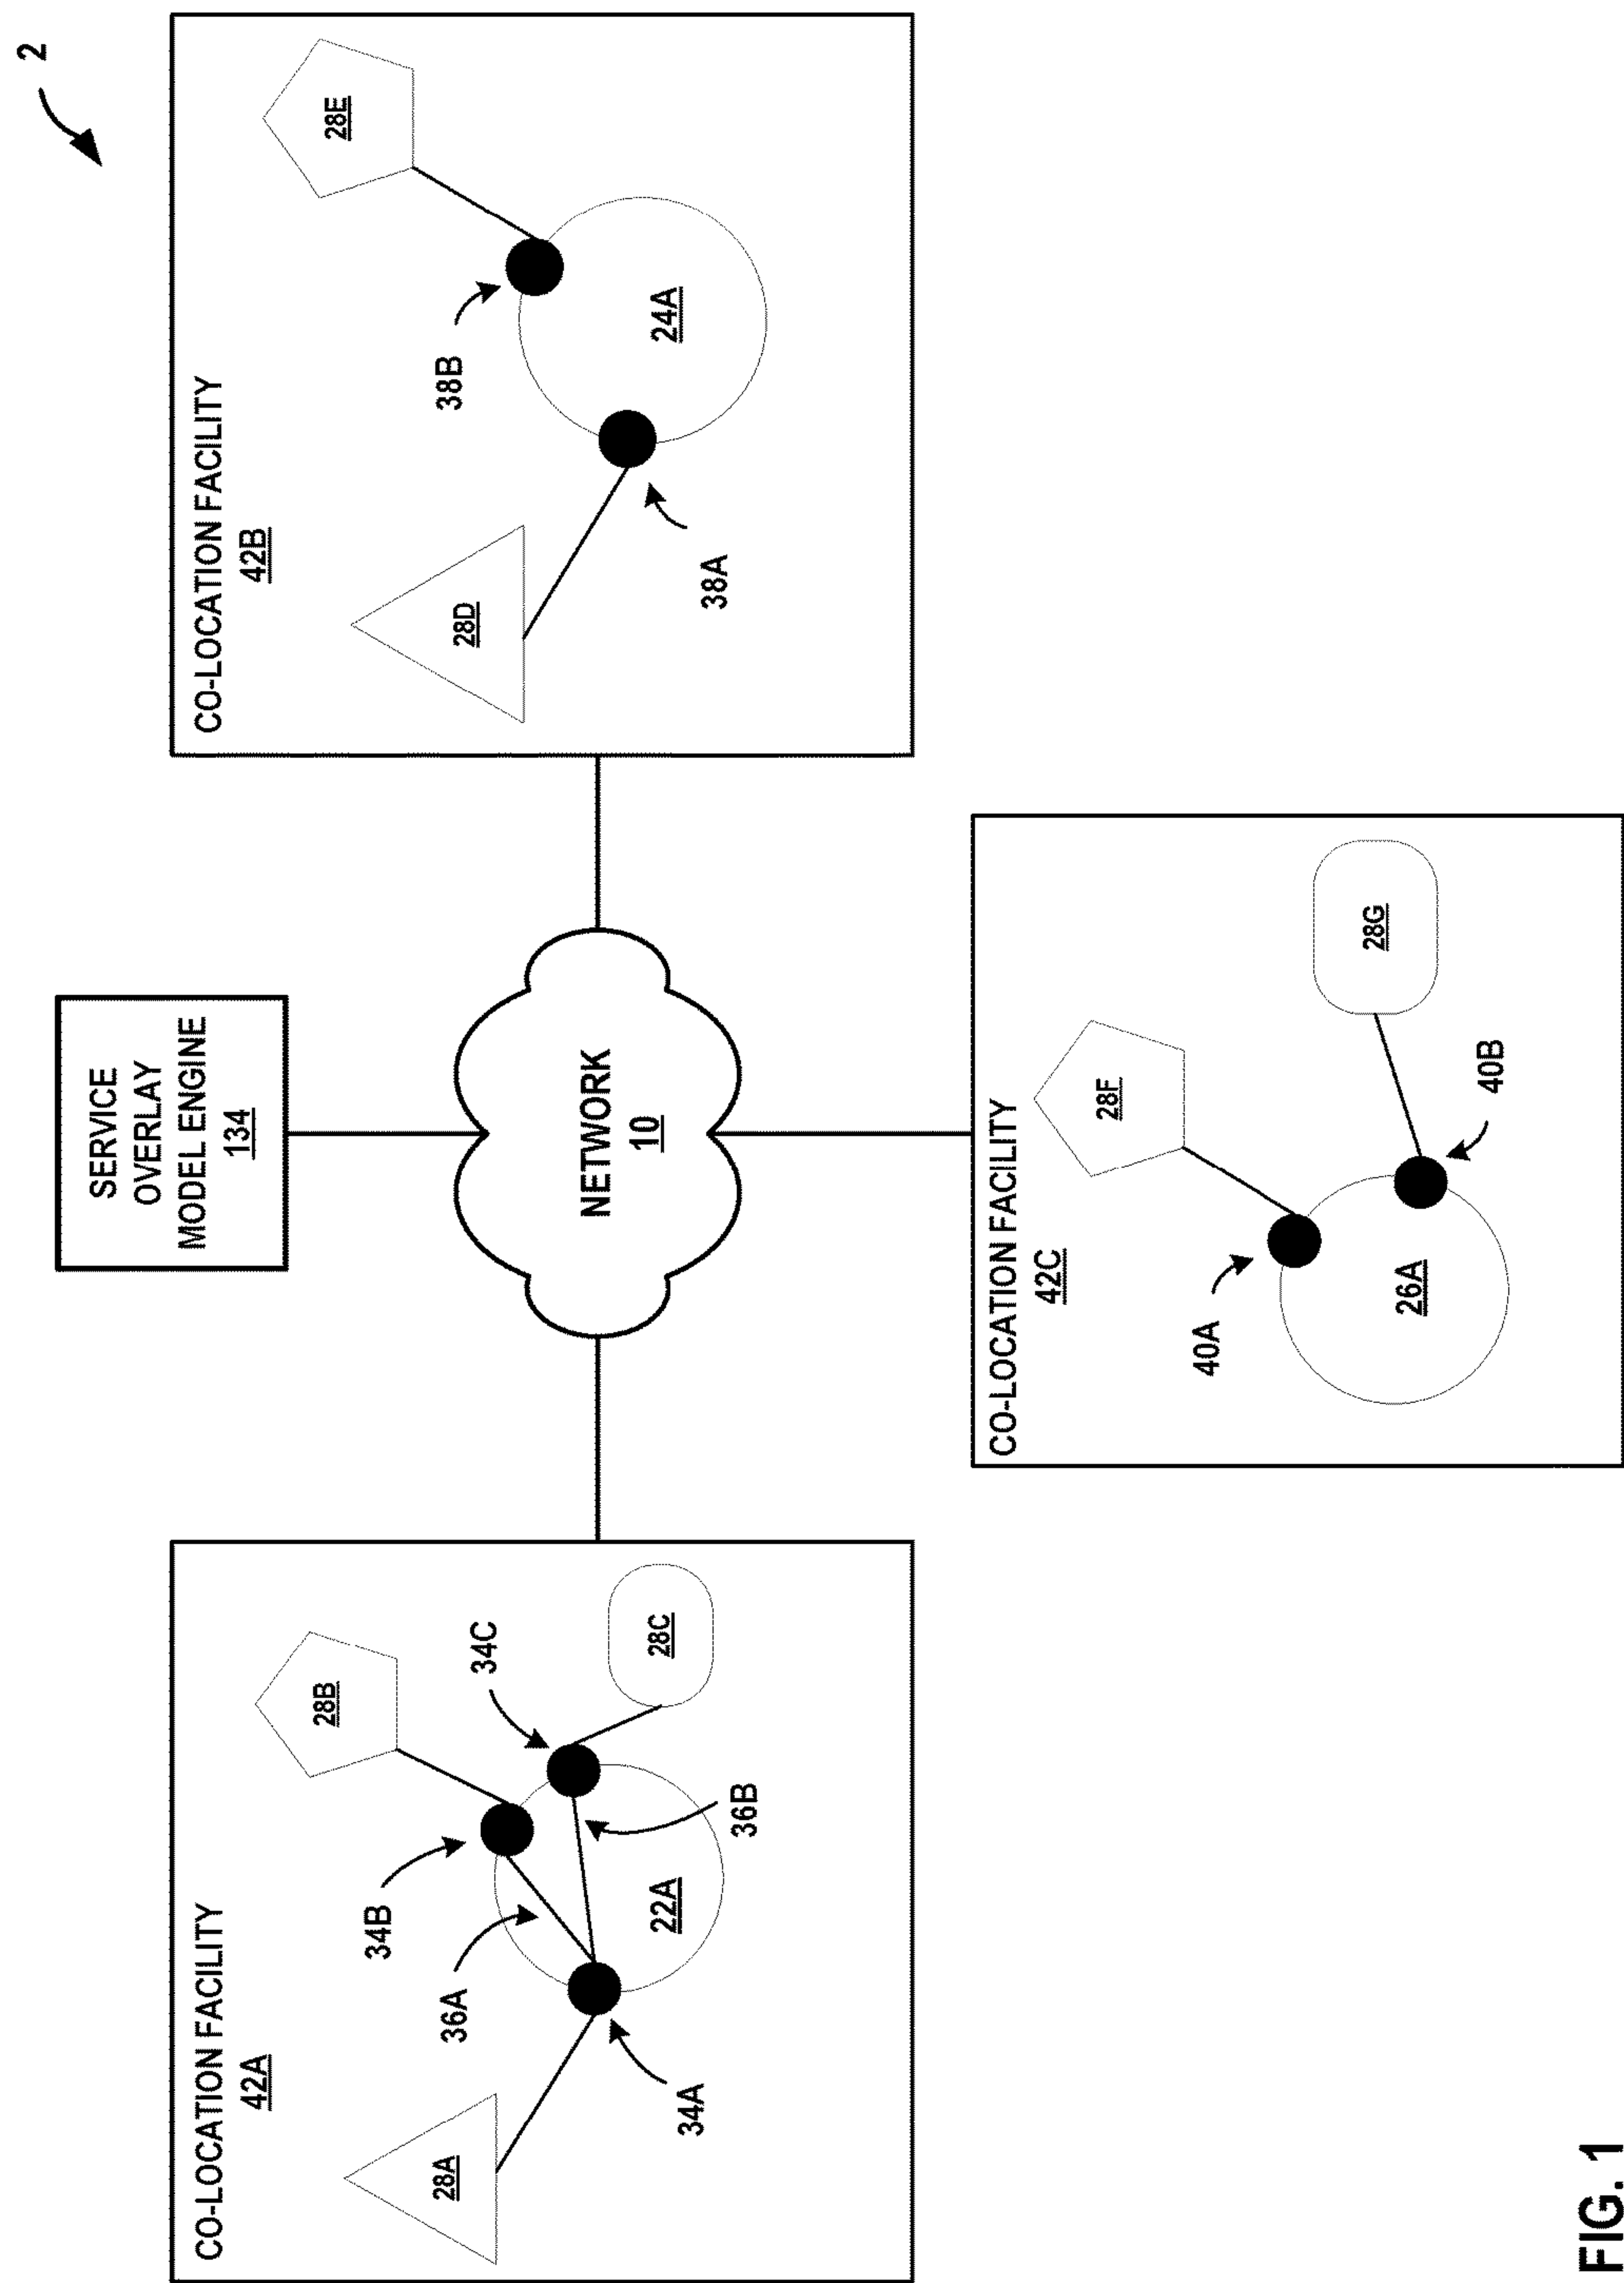 2
SERVICE
OVERLAY
MODEL ENGINE
134
CO-LOCATION FACILITY
42A
28A
28B
28C
34A
34B
34C
36A
36B
22A
NETWORK
10
CO-LOCATION FACILITY
42B
28D
28E
38A
38B
24A
CO-LOCATION FACILITY
42C
28F
28G
40A
40B
26A
FIG. 1